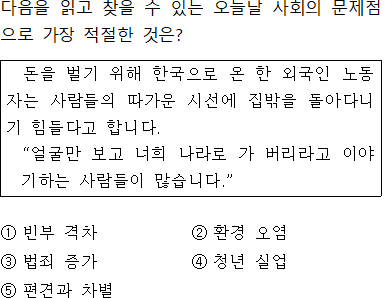 다음을 읽고 찾을 수 있는 오늘날 사회의 문제점
으로 가장 적절한 것은?
돈을 벌기 위해 한국으로 온 한 외국인 노동
자는 사람들의 따가운 시선에 집밖을 돌아다니
기 힘들다고 합니다.
“얼굴만 보고 너희 나라로 가 버리라고 이야
기하는 사람들이 많습니다.”
① 빈부 격차 ② 환경 오염
③ 범죄 증가 ④ 청년 실업
⑤ 편견과 차별